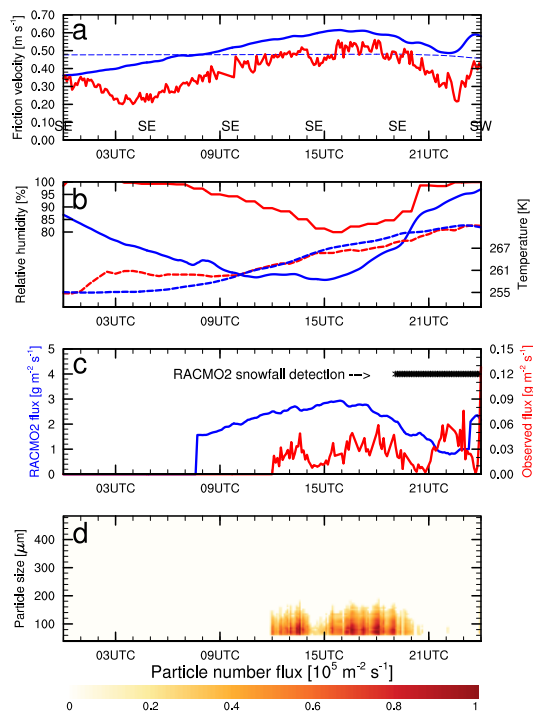 a
Friction velocity [m s⁻¹]
0.70
0.60
0.50
0.40
0.30
0.20
0.10
0.00
SE SE SE SE SE SW
03UTC 09UTC 15UTC 21UTC
b
Relative humidity [%]
100
95
90
85
80
Temperature [K]
267
261
255
03UTC 09UTC 15UTC 21UTC
c
RACMO2 flux [g m⁻² s⁻¹]
5
4
3
2
1
0
RACMO2 snowfall detection --->
Observed flux [g m⁻² s⁻¹]
0.15
0.12
0.09
0.06
0.03
0.00
03UTC 09UTC 15UTC 21UTC
d
Particle size [μm]
400
300
200
100
03UTC 09UTC 15UTC 21UTC
Particle number flux [10⁵ m⁻² s⁻¹]
0 0.2 0.4 0.6 0.8 1